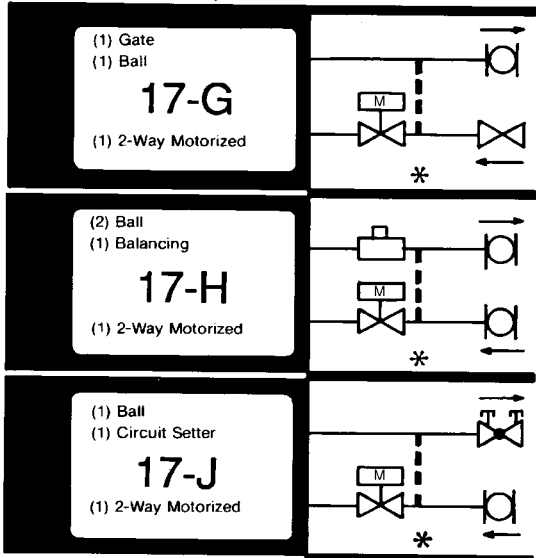 (1) Gate
(1) Ball
17-G
(1) 2-Way Motorized
M
*
(2) Ball
(1) Balancing
17-H
(1) 2-Way Motorized
M
*
(1) Ball
(1) Circuit Setter
17-J
(1) 2-Way Motorized
M
*